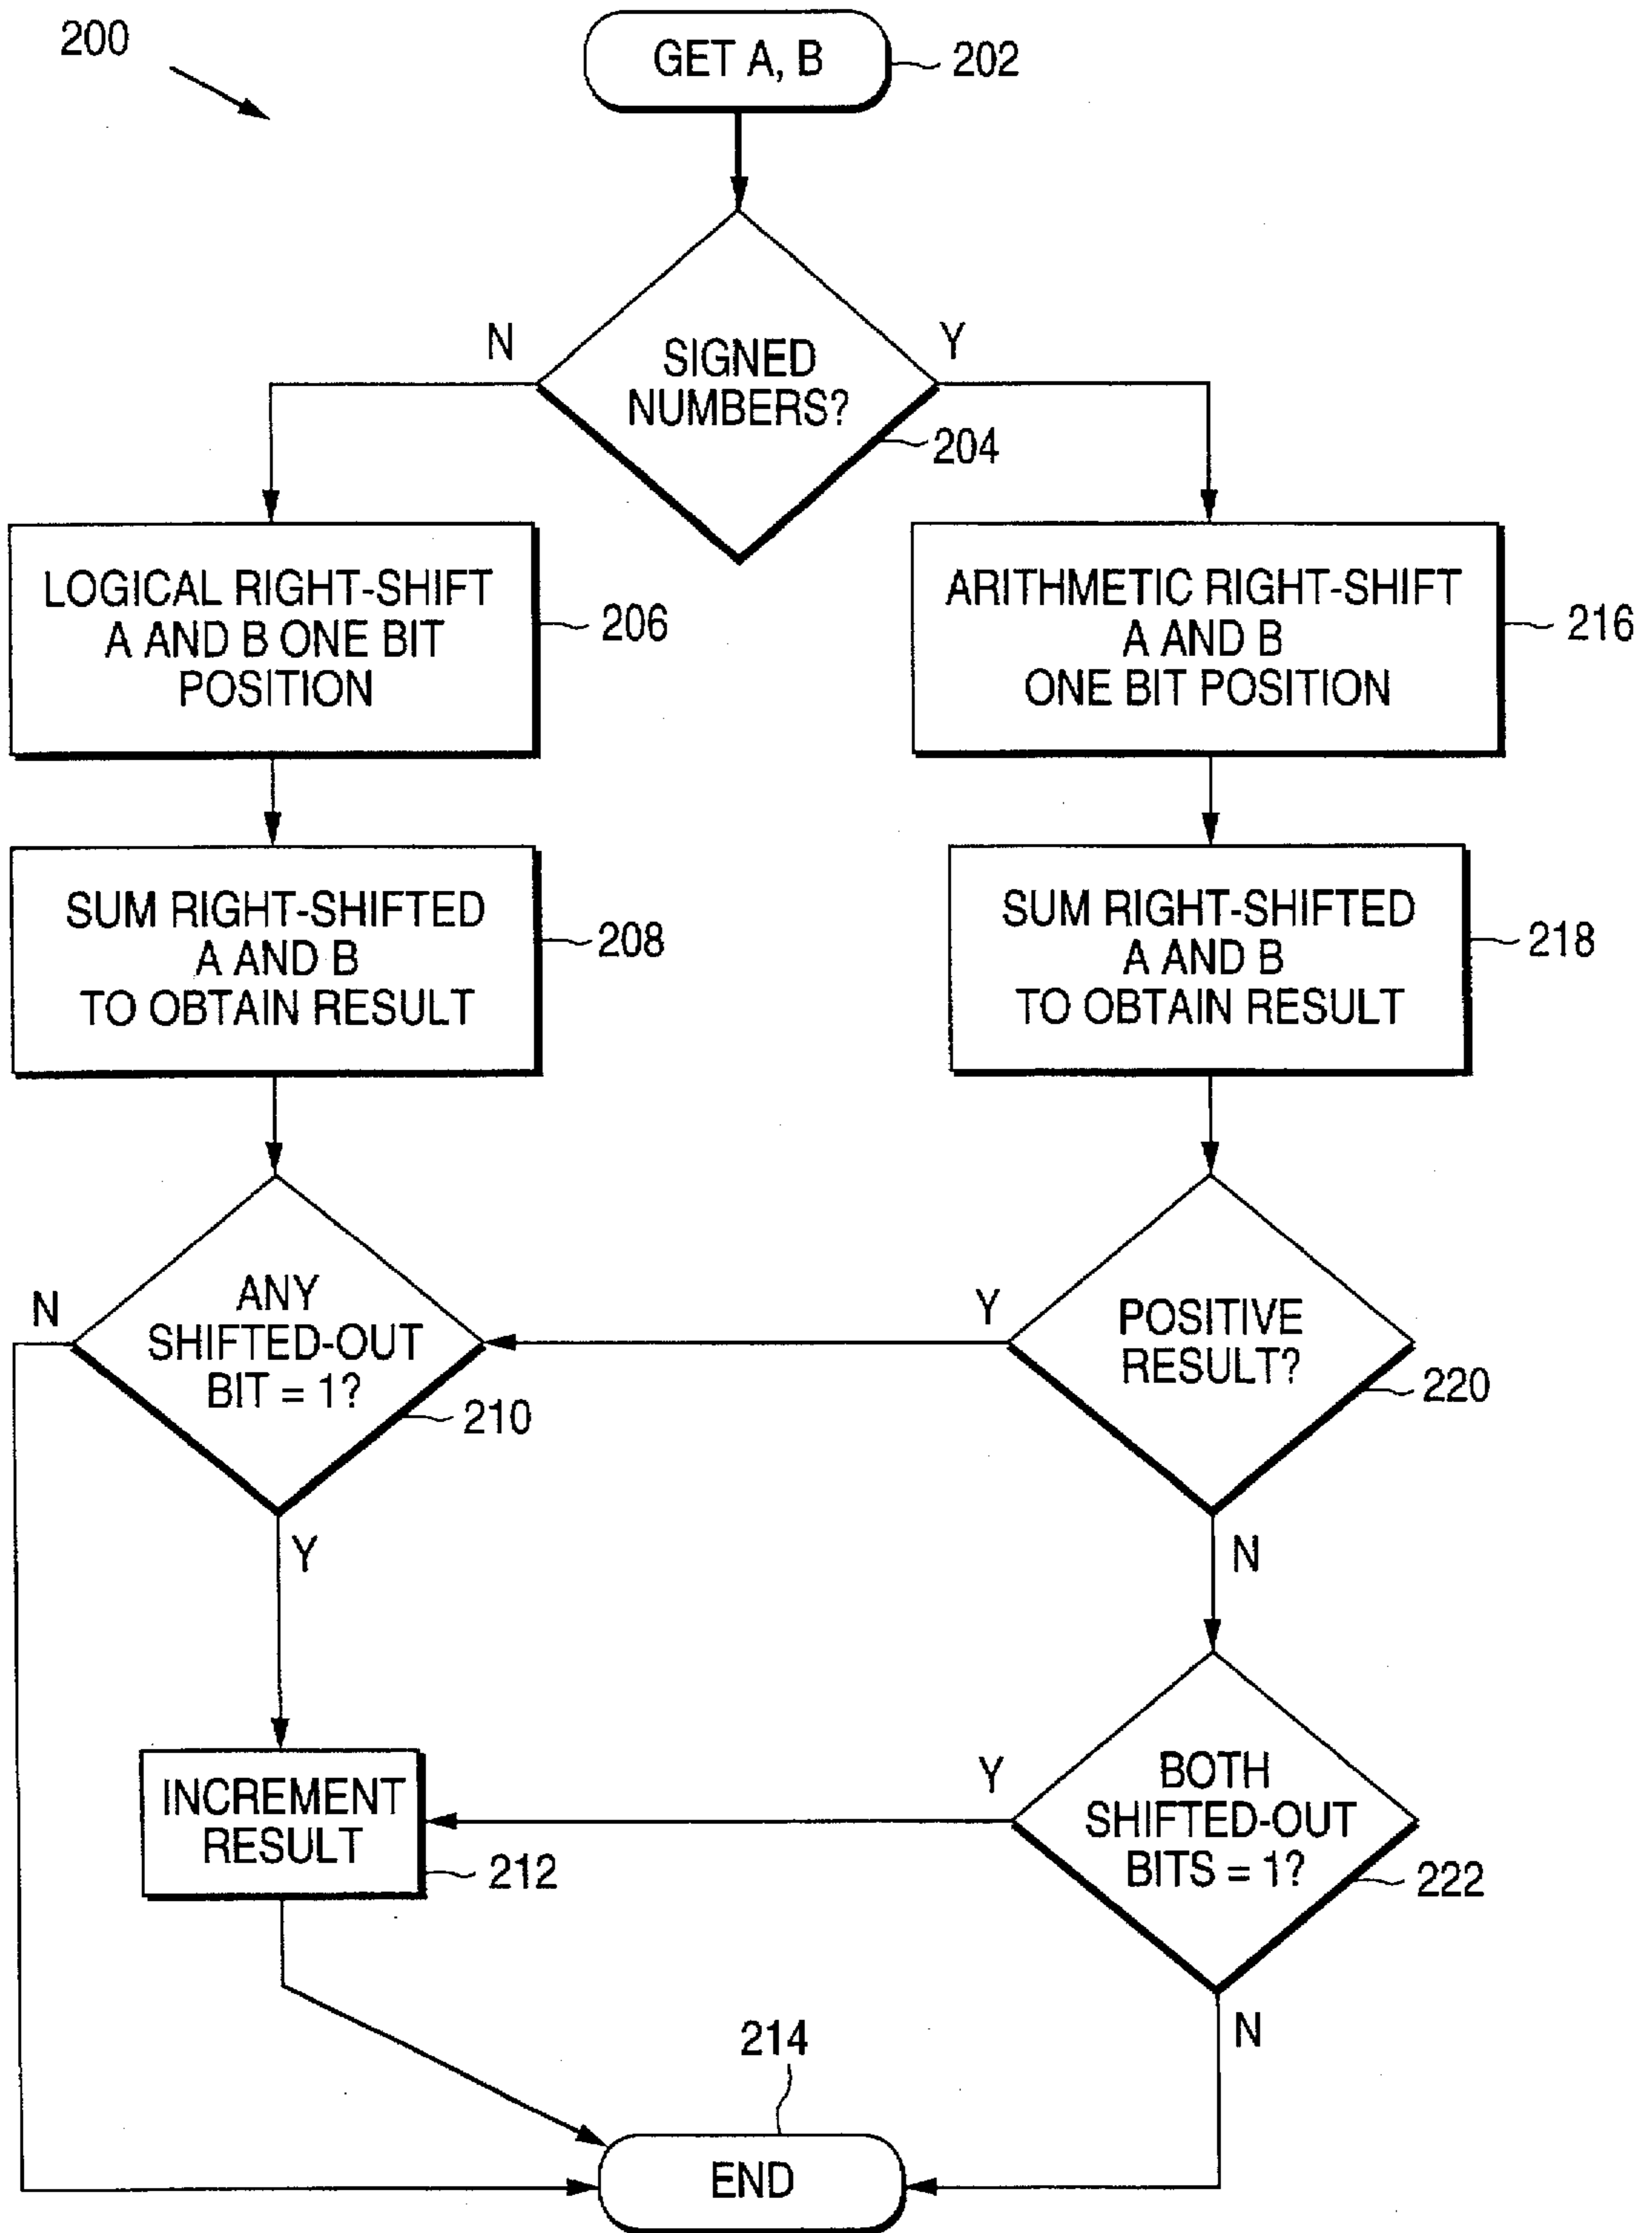 200
GET A, B
202
N
Y
SIGNED
NUMBERS?
204
LOGICAL RIGHT-SHIFT
A AND B ONE BIT
POSITION
206
ARITHMETIC RIGHT-SHIFT
A AND B
ONE BIT POSITION
216
SUM RIGHT-SHIFTED
A AND B
TO OBTAIN RESULT
208
SUM RIGHT-SHIFTED
A AND B
TO OBTAIN RESULT
218
N
ANY
SHIFTED-OUT
BIT = 1?
210
Y
Y
POSITIVE
RESULT?
220
N
INCREMENT
RESULT
212
Y
BOTH
SHIFTED-OUT
BITS = 1?
222
N
214
END